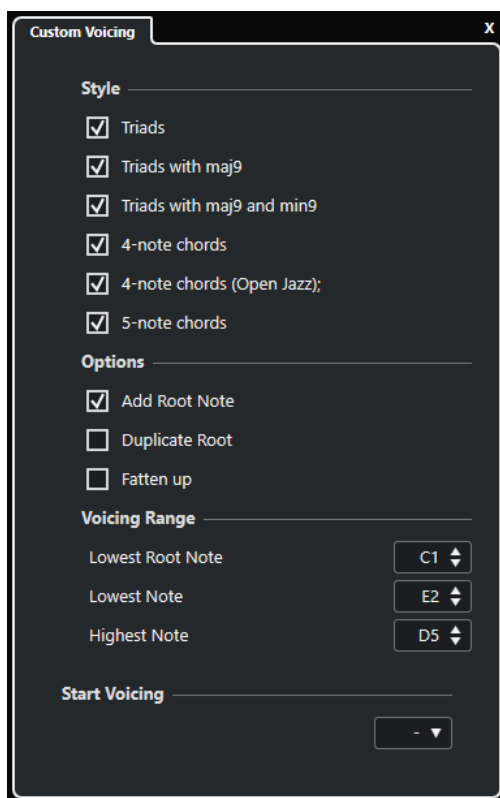 Custom Voicing x
Style
Triads
Triads with maj9
Triads with maj9 and min9
4-note chords
4-note chords (Open Jazz);
5-note chords
Options
Add Root Note
Duplicate Root
Fatten up
Voicing Range
Lowest Root Note C1
Lowest Note E2
Highest Note D5
Start Voicing
-